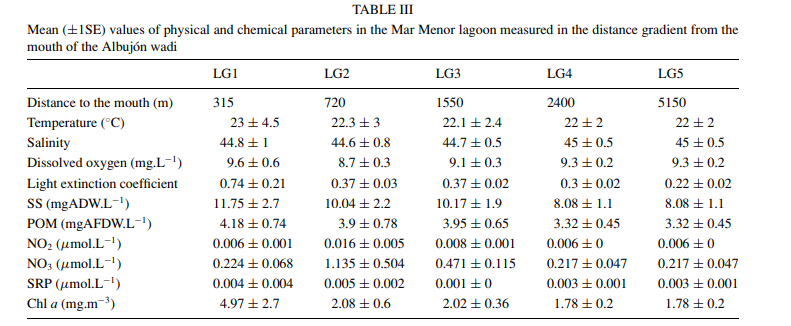 TABLE III
Mean (±1SE) values of physical and chemical parameters in the Mar Menor lagoon measured in the distance gradient from the
mouth of the Albujón wadi
LG1 LG2 LG3 LG4 LG5
Distance to the mouth (m) 315 720 1550 2400 5150
Temperature (°C) 23 ± 4.5 22.3 ± 3 22.1 ± 2.4 22 ± 2 22 ± 2
Salinity 44.8 ± 1 44.6 ± 0.8 44.7 ± 0.5 45 ± 0.5 45 ± 0.5
Dissolved oxygen (mg.L⁻¹) 9.6 ± 0.6 8.7 ± 0.3 9.1 ± 0.3 9.3 ± 0.2 9.3 ± 0.2
Light extinction coefficient 0.74 ± 0.21 0.37 ± 0.03 0.37 ± 0.02 0.3 ± 0.02 0.22 ± 0.02
SS (mgADW.L⁻¹) 11.75 ± 2.7 10.04 ± 2.2 10.17 ± 1.9 8.08 ± 1.1 8.08 ± 1.1
POM (mgAFDW.L⁻¹) 4.18 ± 0.74 3.9 ± 0.78 3.95 ± 0.65 3.32 ± 0.45 3.32 ± 0.45
NO₂ (μmol.L⁻¹) 0.006 ± 0.001 0.016 ± 0.005 0.008 ± 0.001 0.006 ± 0 0.006 ± 0
NO₃ (μmol.L⁻¹) 0.224 ± 0.068 1.135 ± 0.504 0.471 ± 0.115 0.217 ± 0.047 0.217 ± 0.047
SRP (μmol.L⁻¹) 0.004 ± 0.004 0.005 ± 0.002 0.001 ± 0 0.003 ± 0.001 0.003 ± 0.001
Chl a (mg.m⁻³) 4.97 ± 2.7 2.08 ± 0.6 2.02 ± 0.36 1.78 ± 0.2 1.78 ± 0.2